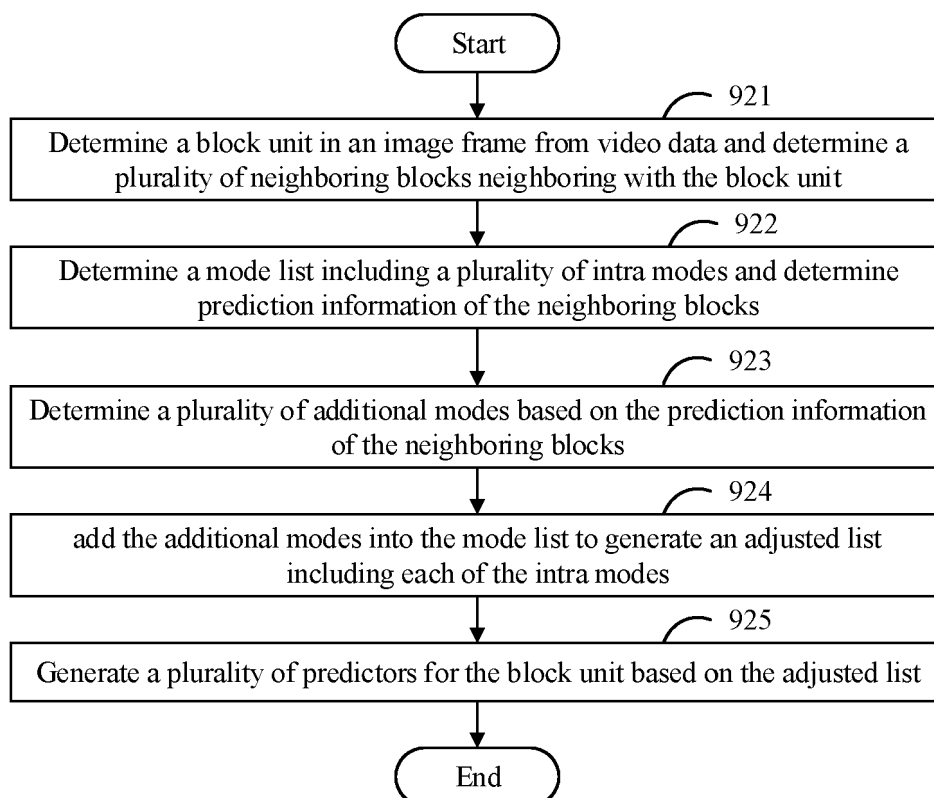 Start
921
Determine a block unit in an image frame from video data and determine a
plurality of neighboring blocks neighboring with the block unit
922
Determine a mode list including a plurality of intra modes and determine
prediction information of the neighboring blocks
923
Determine a plurality of additional modes based on the prediction information
of the neighboring blocks
924
add the additional modes into the mode list to generate an adjusted list
including each of the intra modes
925
Generate a plurality of predictors for the block unit based on the adjusted list
End